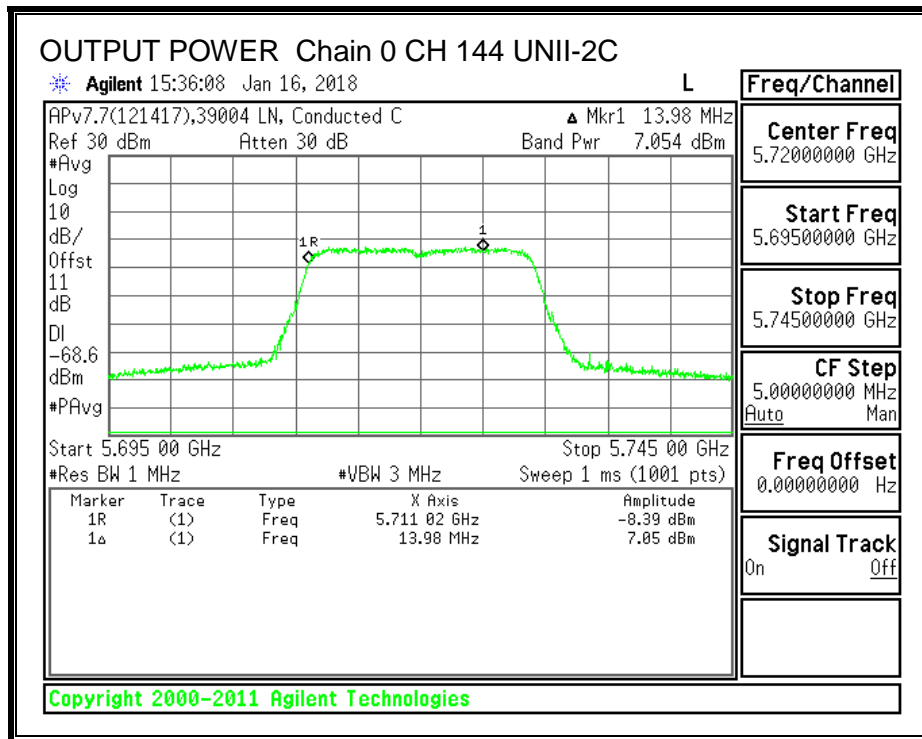 OUTPUT POWER Chain 0 CH 144 UNII-2C
Agilent 15:36:08 Jan 16, 2018 L
APv7.7(121417),39004 LN, Conducted C ▵ Mkr1 13.98 MHz
Ref 30 dBm Atten 30 dB Band Pwr 7.054 dBm
#Avg
Log
10
dB/
Offst
11
dB
DI
-68.6
dBm
#PAvg
1R
1
Start 5.695 00 GHz Stop 5.745 00 GHz
#Res BW 1 MHz #VBW 3 MHz Sweep 1 ms (1001 pts)
Marker Trace Type X Axis Amplitude
1R (1) Freq 5.711 02 GHz -8.39 dBm
1▵ (1) Freq 13.98 MHz 7.05 dBm
Freq/Channel
Center Freq
5.72000000 GHz
Start Freq
5.69500000 GHz
Stop Freq
5.74500000 GHz
CF Step
5.00000000 MHz
Auto Man
Freq Offset
0.00000000 Hz
Signal Track
On Off
Copyright 2000-2011 Agilent Technologies